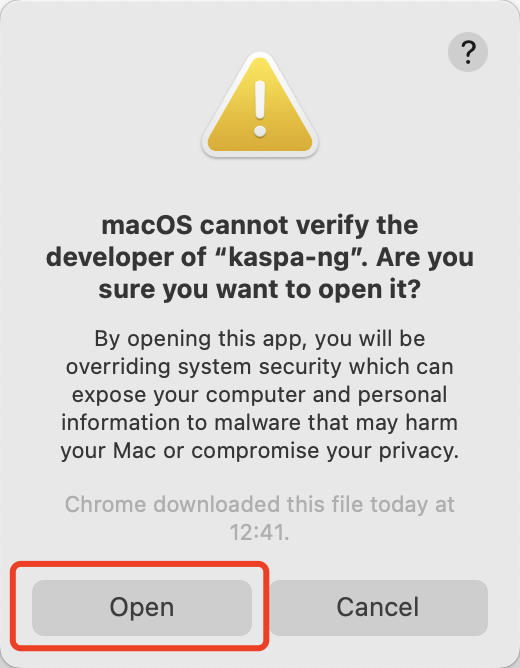 ?
macOS cannot verify the
developer of “kaspa-ng”. Are you
sure you want to open it?
By opening this app, you will be
overriding system security which can
expose your computer and personal
information to malware that may harm
your Mac or compromise your privacy.
Chrome downloaded this file today at
12:41.
Open
Cancel